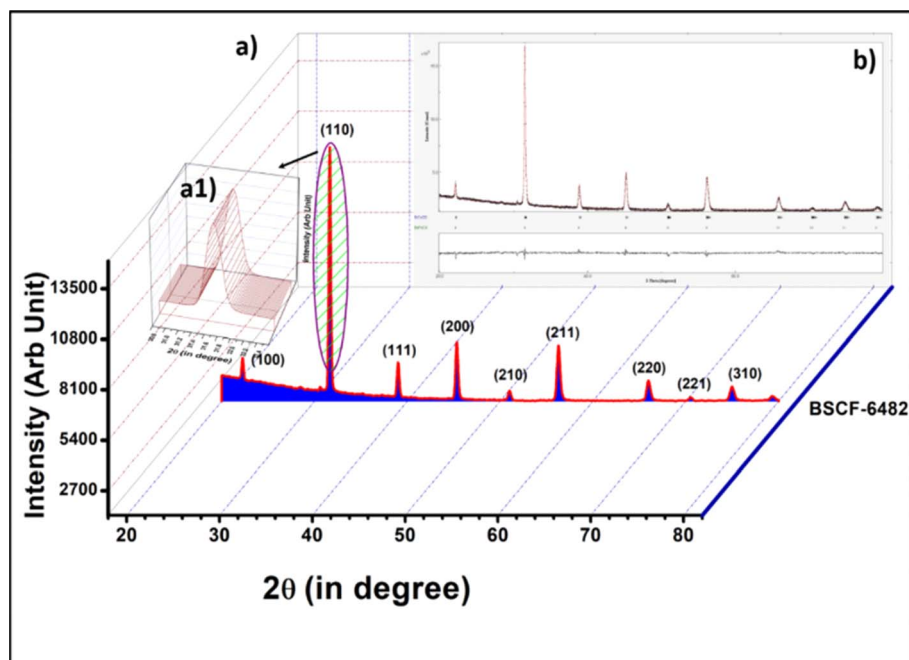 a)
b)
(110)
a1)
Intensity (Arb Unit)
2θ (in degree)
13500
10800
8100
5400
2700
Intensity (Arb Unit)
(100)
(111)
(200)
(210)
(211)
(220)
(221)
(310)
BSCF-6482
20
30
40
50
60
70
80
2θ (in degree)